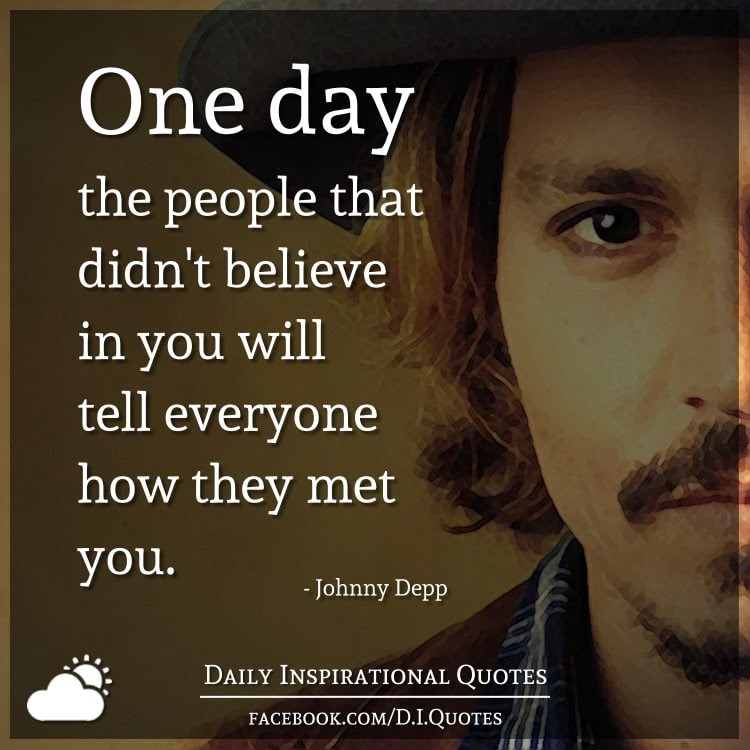 One day
the people that
didn't believe
in you will
tell everyone
how they met
you.
- Johnny Depp
Daily Inspirational Quotes
facebook.com/D.I.Quotes